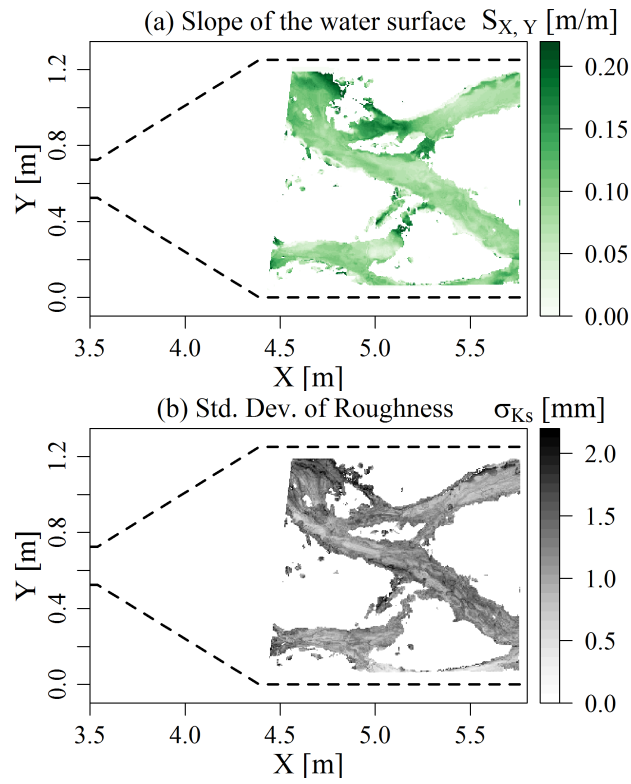 (a) Slope of the water surface S_{X, Y} [m/m]
1.2
0.8
0.4
0.0
Y [m]
3.5 4.0 4.5 5.0 5.5
X [m]
0.20
0.15
0.10
0.05
0.00
(b) Std. Dev. of Roughness σ_{Ks} [mm]
1.2
0.8
0.4
0.0
Y [m]
3.5 4.0 4.5 5.0 5.5
X [m]
2.0
1.5
1.0
0.5
0.0